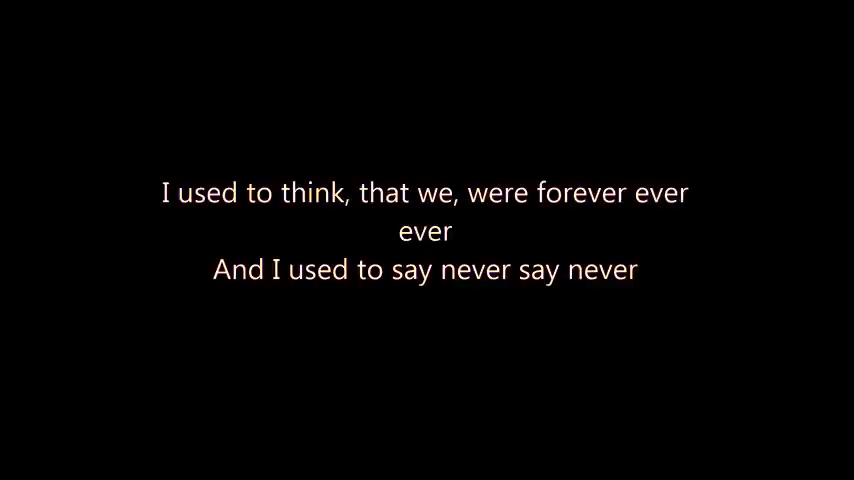 I used to think, that we, were forever ever
ever
And I used to say never say never